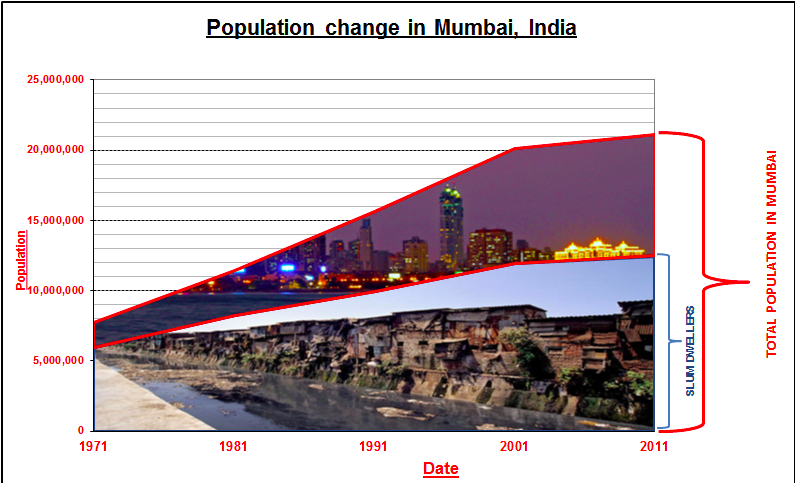 Population change in Mumbai, India
25,000,000
20,000,000
15,000,000
10,000,000
5,000,000
0
Population
1971 1981 1991 2001 2011
Date
SLUM DWELLERS
TOTAL POPULATION IN MUMBAI